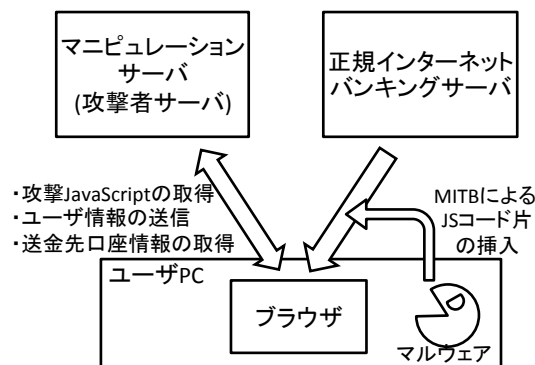 マニピュレーション
サーバ
(攻撃者サーバ)
正規インターネット
バンキングサーバ
・攻撃JavaScriptの取得
・ユーザ情報の送信
・送金先口座情報の取得
MITBによる
JSコード片
の挿入
ユーザPC
ブラウザ
マルウェア